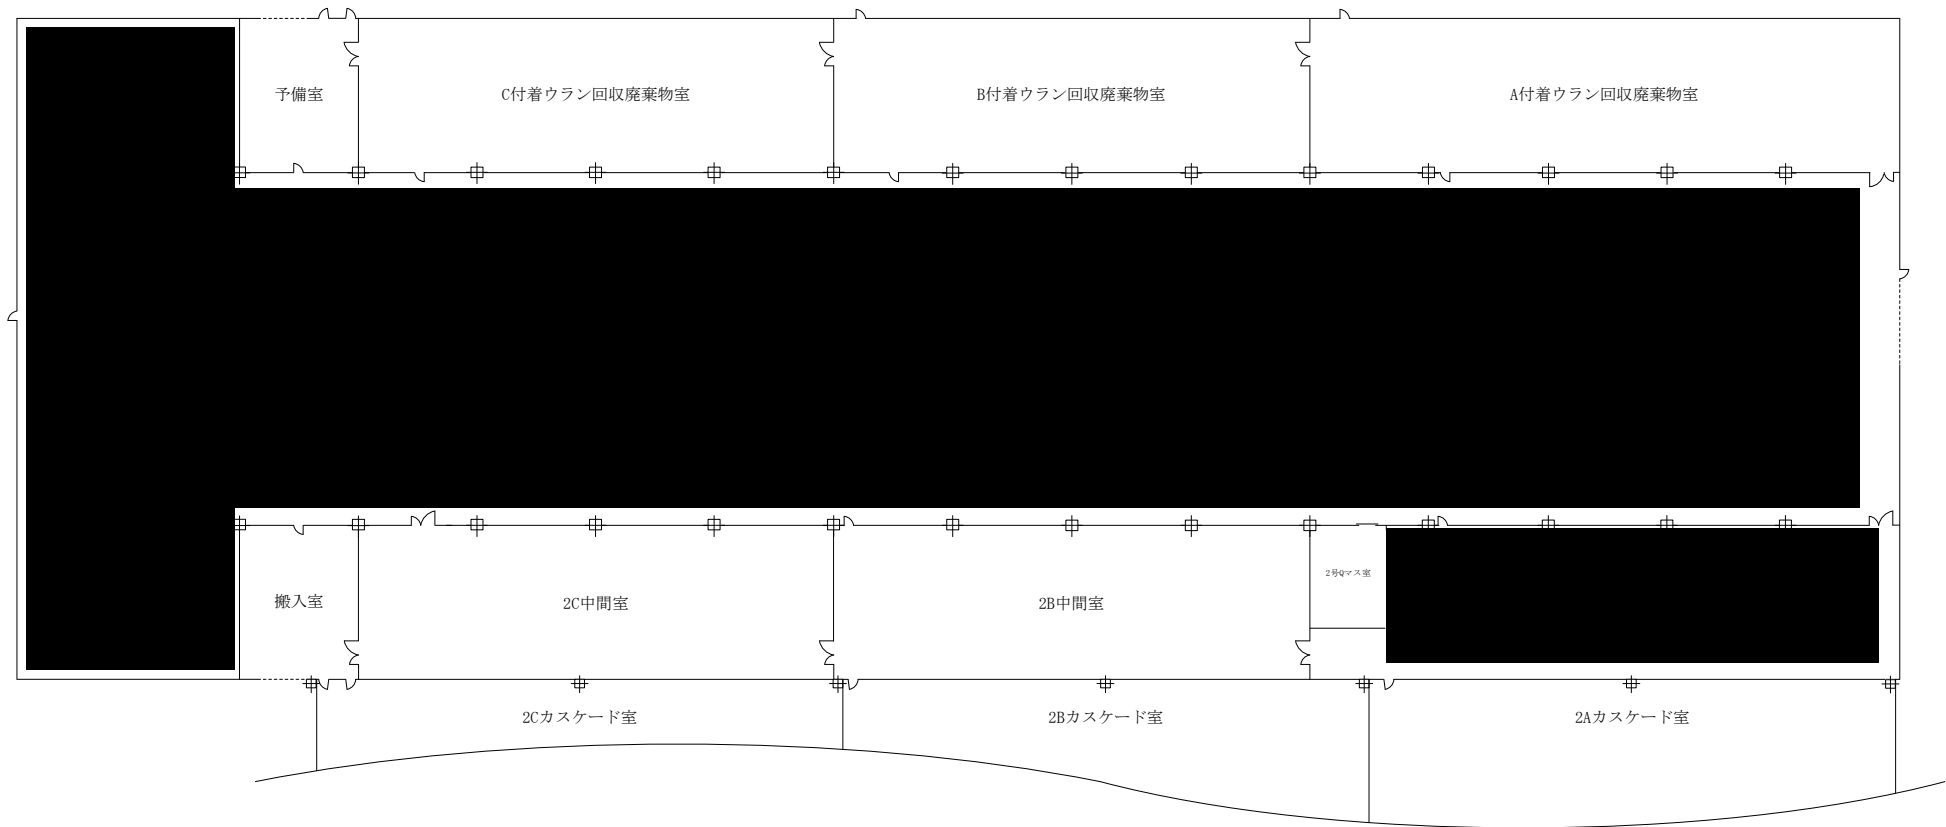 予備室
C付着ウラン回収廃棄物室
B付着ウラン回収廃棄物室
A付着ウラン回収廃棄物室
2号Qマス室
搬入室
2C中間室
2B中間室
2Cカスケード室
2Bカスケード室
2Aカスケード室